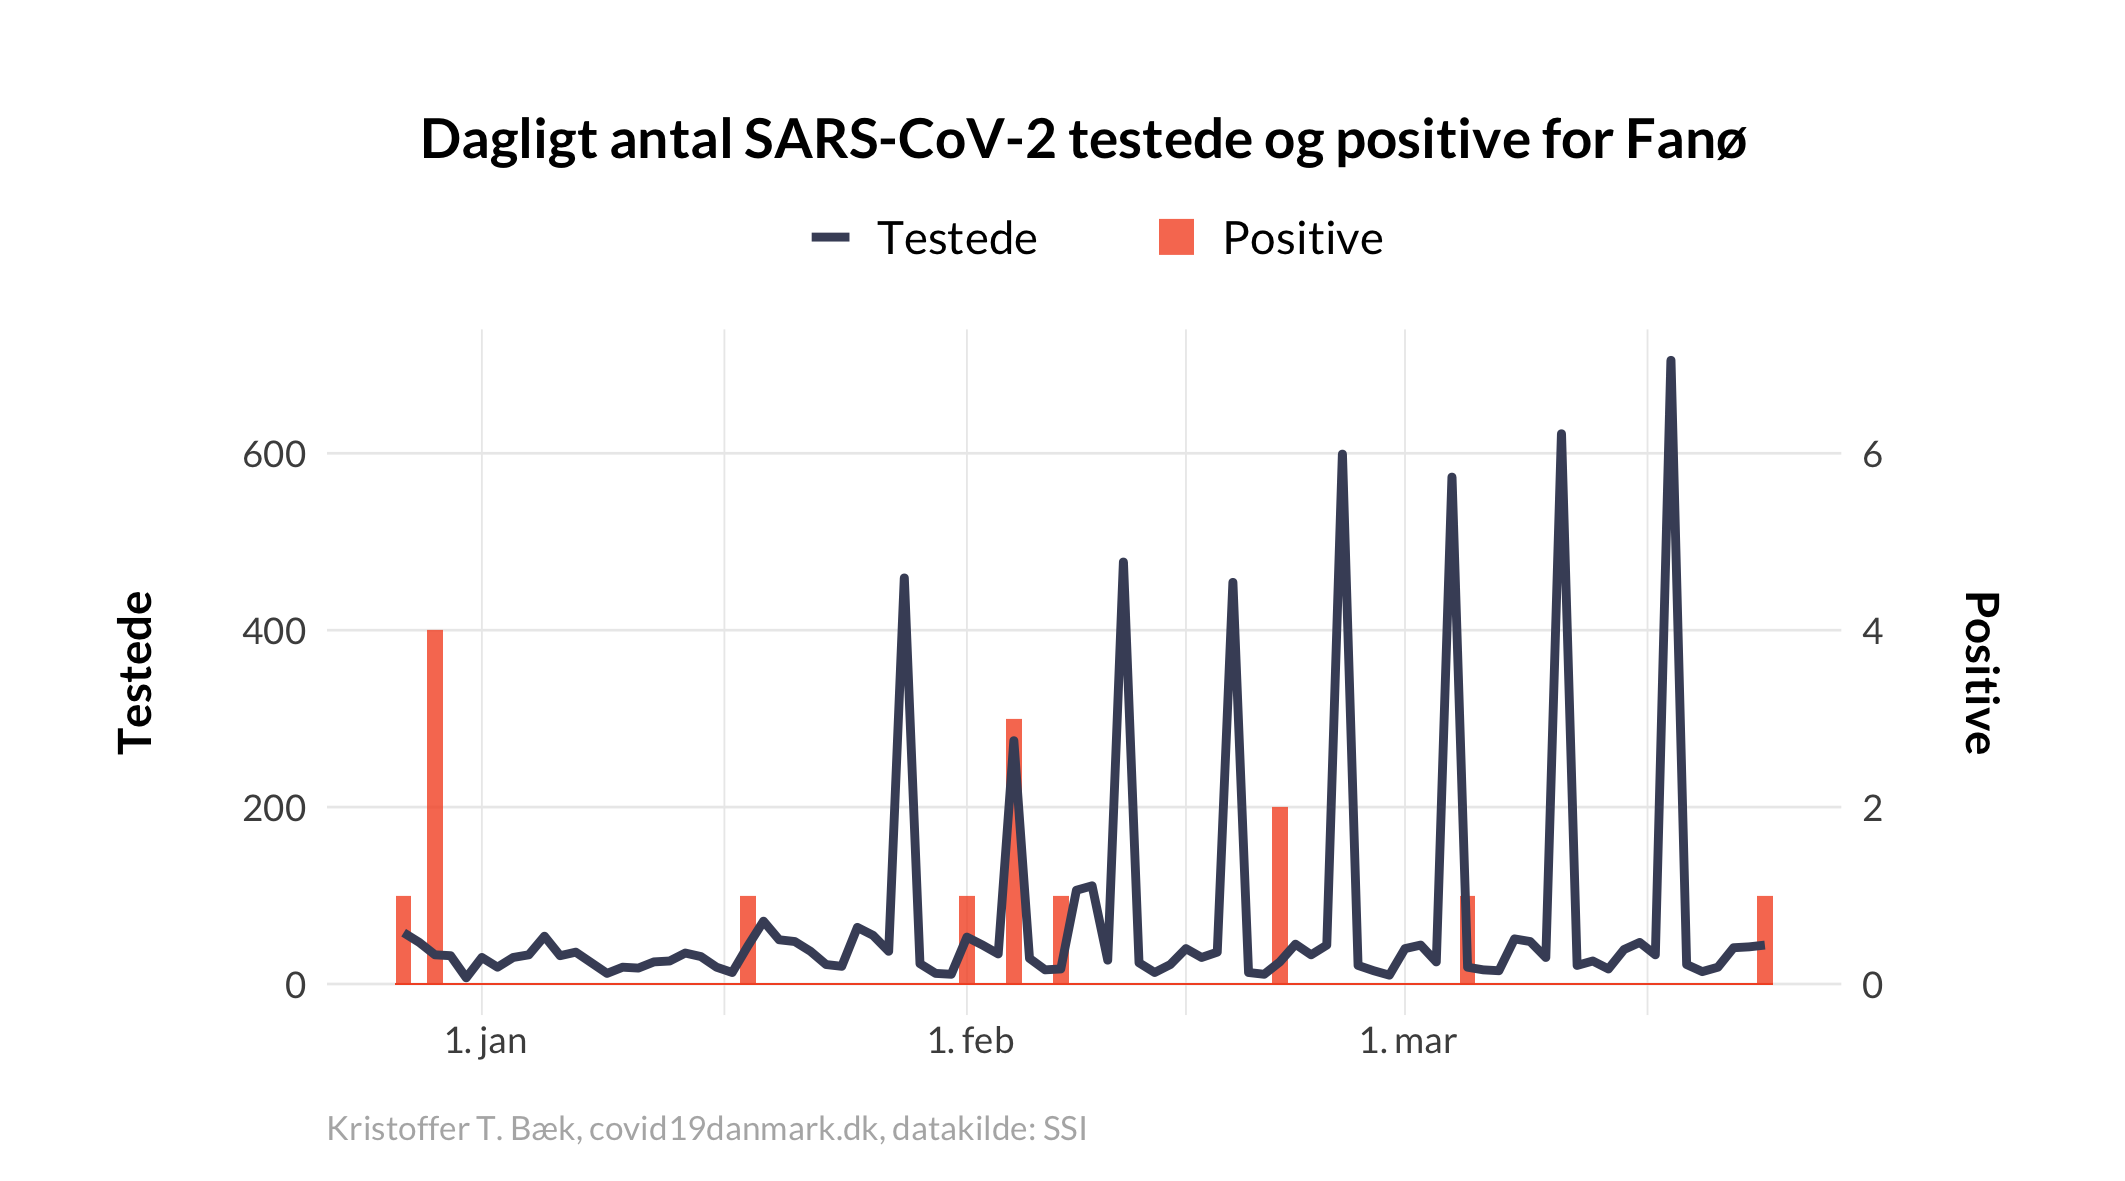 Dagligt antal SARS-CoV-2 testede og positive for Fanø
Testede Positive
600 6
400 4
200 2
0 0
Testede
Positive
1. jan 1. feb 1. mar
Kristoffer T. Bæk, covid19danmark.dk, datakilde: SSI